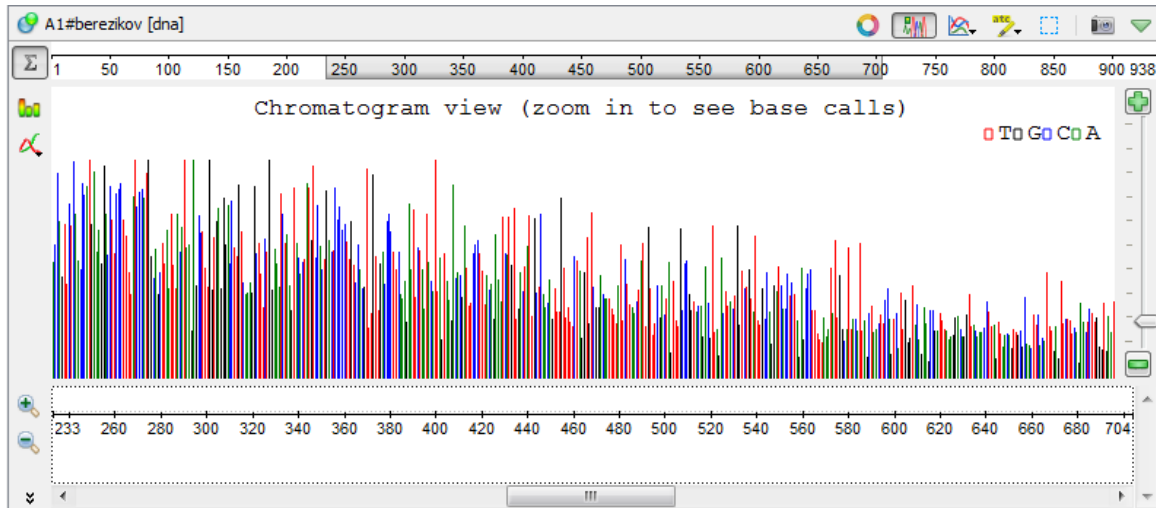 A1#berezikov [dna]
atc
Σ
1 50 100 150 200 250 300 350 400 450 500 550 600 650 700 750 800 850 900 938
Chromatogram view (zoom in to see base calls)
T G C A
233 260 280 300 320 340 360 380 400 420 440 460 480 500 520 540 560 580 600 620 640 660 680 704